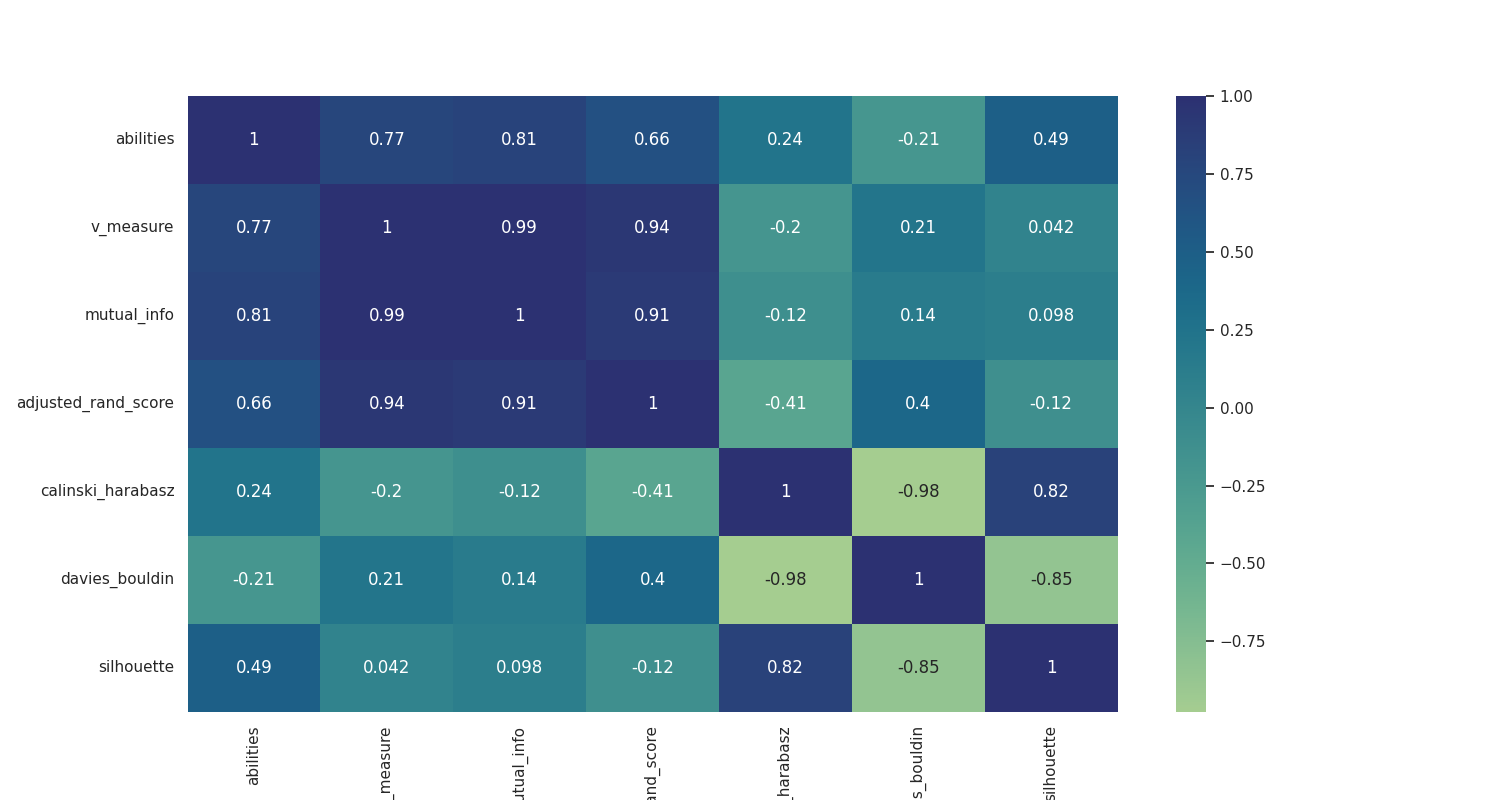 abilities 1 0.77 0.81 0.66 0.24 -0.21 0.49
v_measure 0.77 1 0.99 0.94 -0.2 0.21 0.042
mutual_info 0.81 0.99 1 0.91 -0.12 0.14 0.098
adjusted_rand_score 0.66 0.94 0.91 1 -0.41 0.4 -0.12
calinski_harabasz 0.24 -0.2 -0.12 -0.41 1 -0.98 0.82
davies_bouldin -0.21 0.21 0.14 0.4 -0.98 1 -0.85
silhouette 0.49 0.042 0.098 -0.12 0.82 -0.85 1
abilities
_measure
utual_info
and_score
_harabasz
s_bouldin
silhouette
1.00
0.75
0.50
0.25
0.00
−0.25
−0.50
−0.75